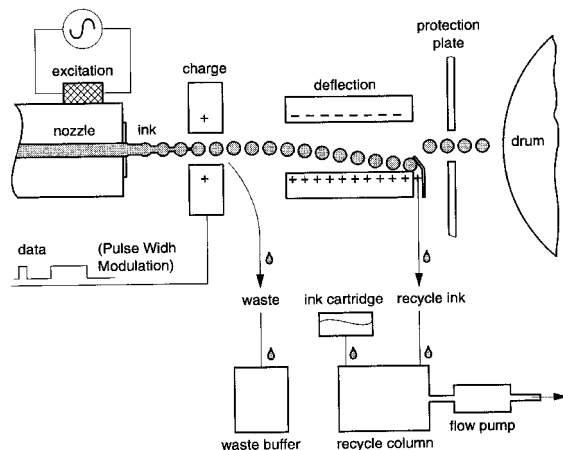 protection
plate
excitation
charge
deflection
nozzle
ink
drum
data
(Pulse Widh
Modulation)
waste
ink cartridge
recycle ink
waste buffer
recycle column
flow pump